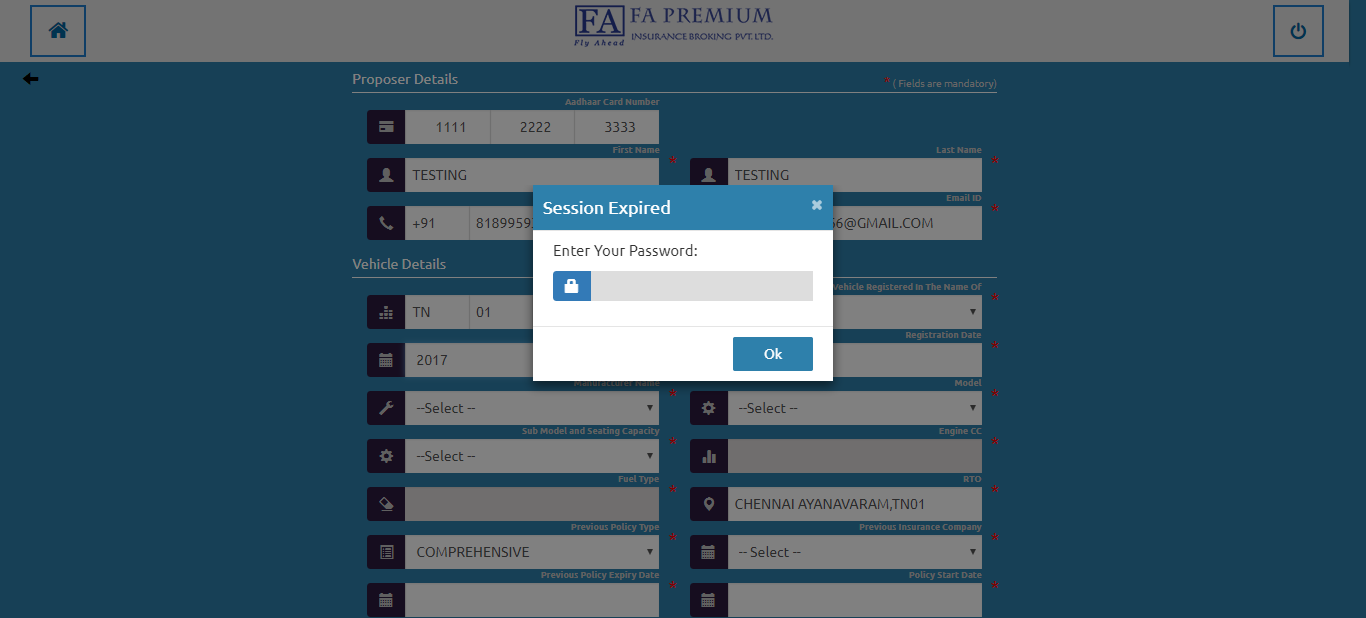 FA
Fly Ahead
FA PREMIUM
INSURANCE BROKING PVT. LTD.
Proposer Details
* ( Fields are mandatory)
Aadhaar Card Number
1111 2222 3333
First Name *
TESTING
Last Name *
TESTING
Email ID *
+91
@GMAIL.COM
Session Expired ✖
Enter Your Password:
Ok
Vehicle Details
Vehicle Registered In The Name Of *
TN 01
Registration Date *
2017
Manufacturer Name *
--Select --
Model *
--Select --
Sub Model and Seating Capacity *
--Select --
Engine CC *
Fuel Type *
RTO *
CHENNAI AYANAVARAM,TN01
Previous Policy Type *
COMPREHENSIVE
Previous Insurance Company *
-- Select --
Previous Policy Expiry Date *
Policy Start Date *